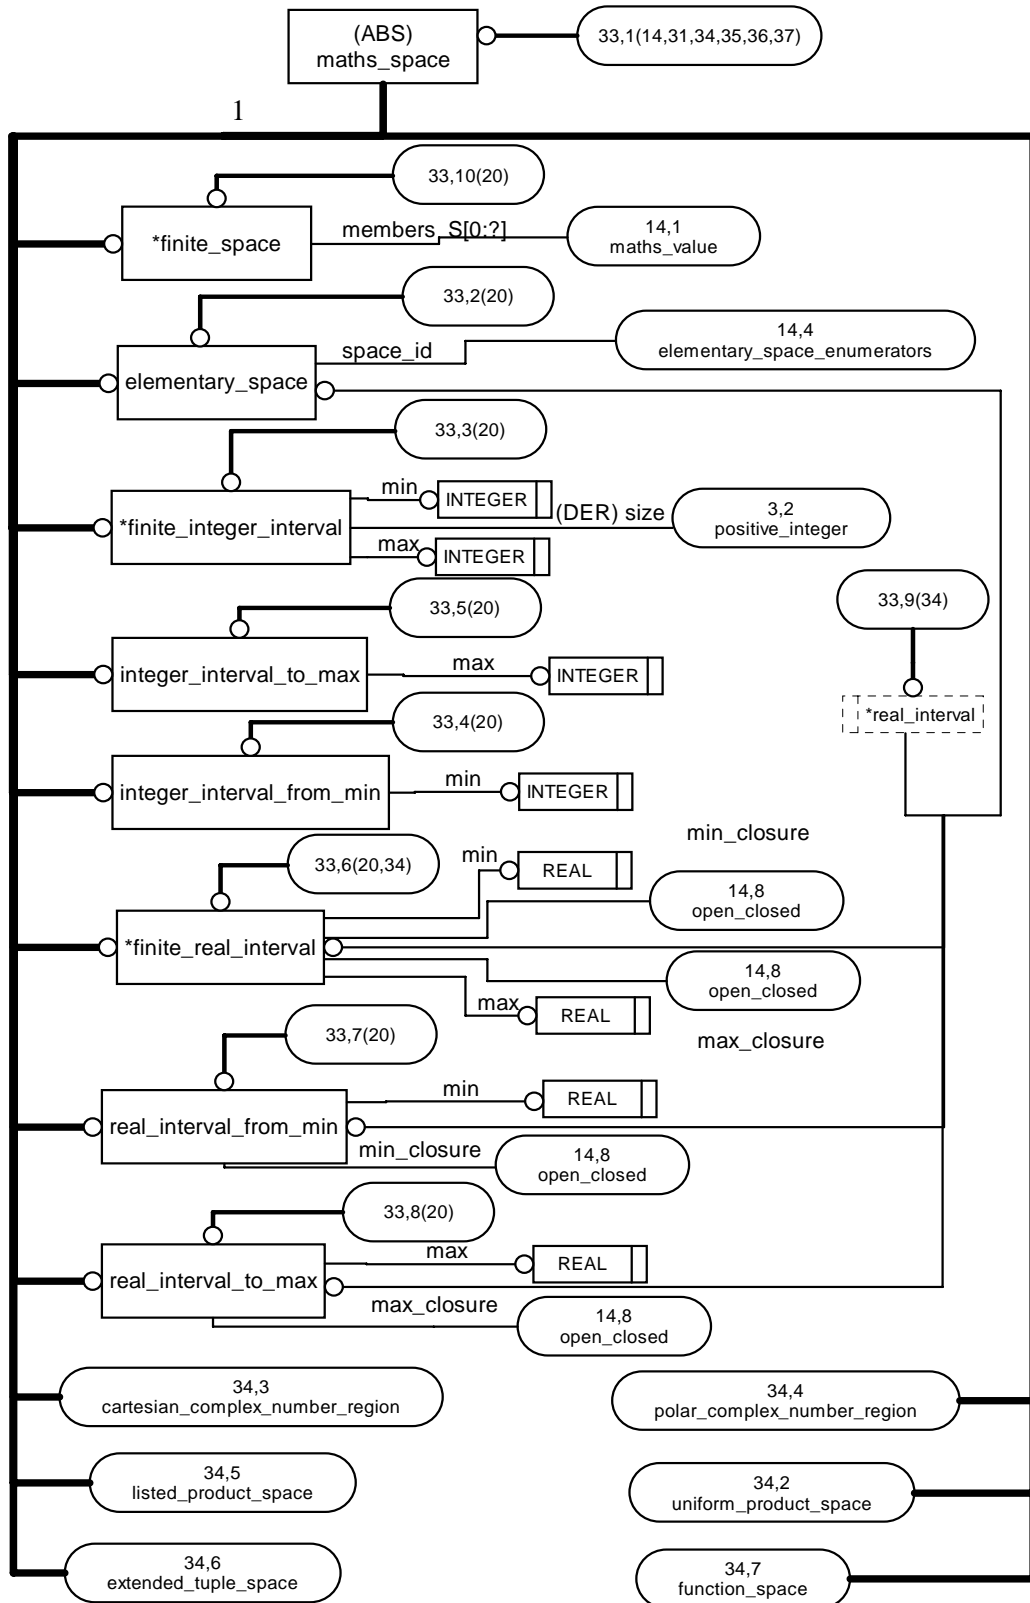 (ABS)
maths_space
33,1(14,31,34,35,36,37)
1
33,10(20)
*finite_space
members S[0:?]
14,1
maths_value
33,2(20)
elementary_space
space_id
14,4
elementary_space_enumerators
33,3(20)
*finite_integer_interval
min
INTEGER
(DER) size
3,2
positive_integer
max
INTEGER
33,5(20)
33,9(34)
integer_interval_to_max
max
INTEGER
*real_interval
33,4(20)
integer_interval_from_min
min
INTEGER
33,6(20,34)
min
REAL
min_closure
14,8
open_closed
*finite_real_interval
14,8
open_closed
max
REAL
max_closure
33,7(20)
real_interval_from_min
min
REAL
min_closure
14,8
open_closed
33,8(20)
real_interval_to_max
max
REAL
max_closure
14,8
open_closed
34,3
cartesian_complex_number_region
34,4
polar_complex_number_region
34,5
listed_product_space
34,2
uniform_product_space
34,6
extended_tuple_space
34,7
function_space